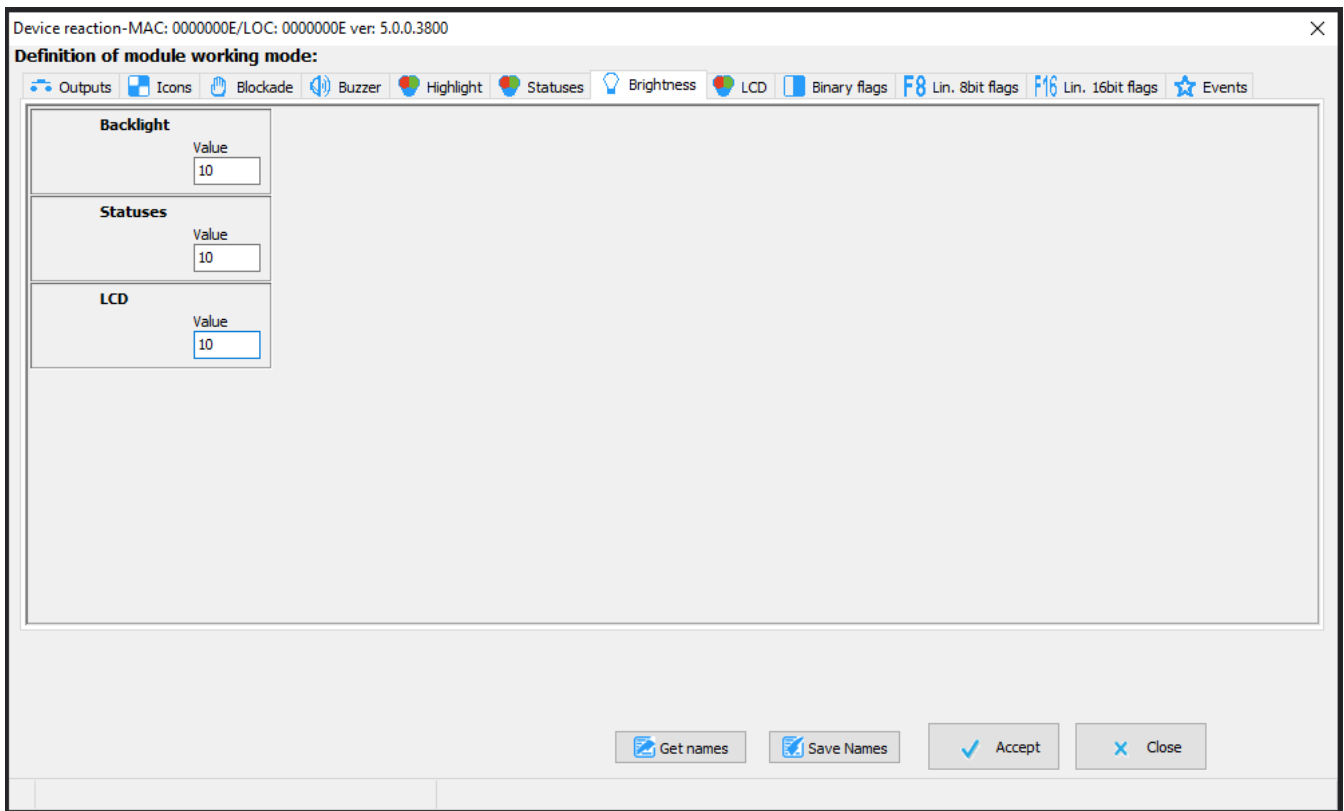 Device reaction-MAC: 0000000E/LOC: 0000000E ver: 5.0.0.3800
Definition of module working mode:
Outputs Icons Blockade Buzzer Highlight Statuses Brightness LCD Binary flags F8 Lin. 8bit flags F16 Lin. 16bit flags Events
Backlight
Value
10
Statuses
Value
10
LCD
Value
10
Get names Save Names Accept Close